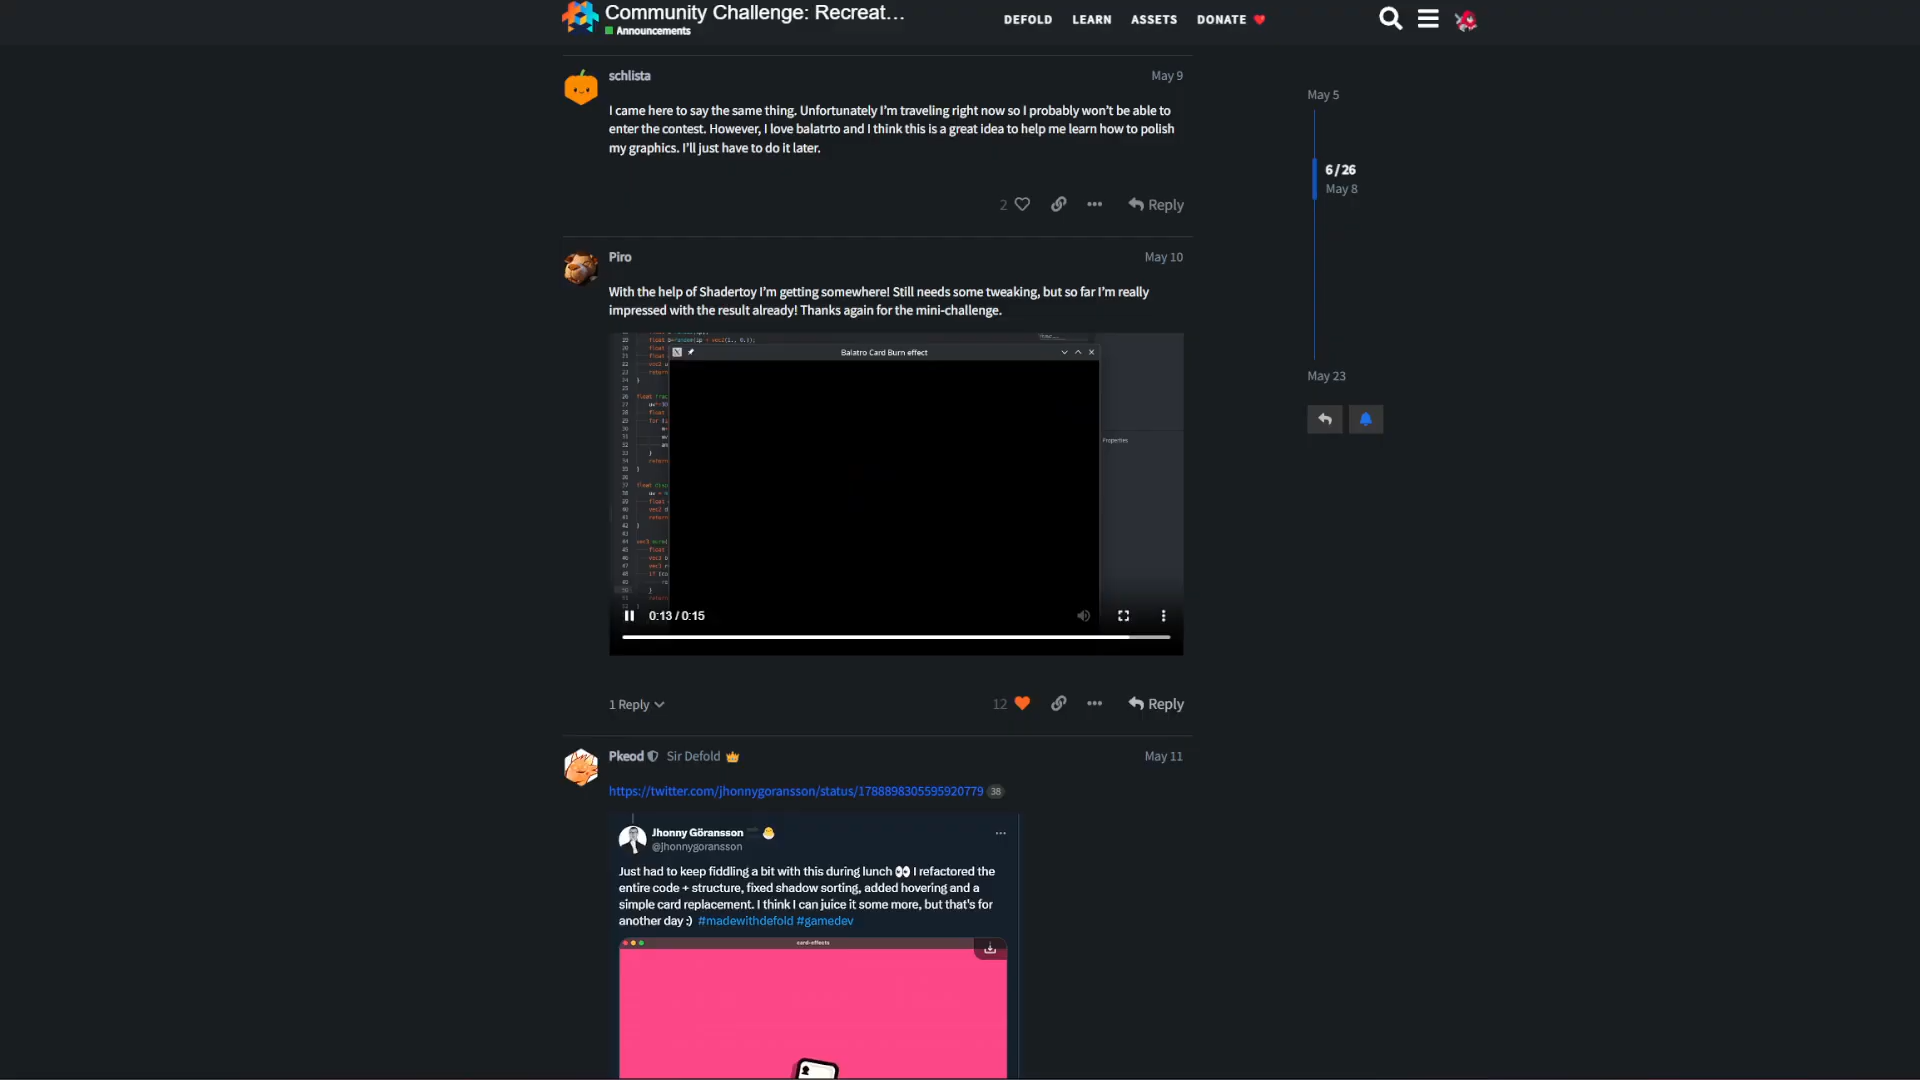 Community Challenge: Recreat…
Announcements
DEFOLD
LEARN
ASSETS
DONATE
schlista
May 9
I came here to say the same thing. Unfortunately I'm traveling right now so I probably won't be able to
enter the contest. However, I love balatrto and I think this is a great idea to help me learn how to polish
my graphics. I'll just have to do it later.
2
Reply
May 5
6 / 26
May 8
May 23
Piro
May 10
With the help of Shadertoy I'm getting somewhere! Still needs some tweaking, but so far I'm really
impressed with the result already! Thanks again for the mini-challenge.
Balatro Card Burn effect
Properties
0:13 / 0:15
1 Reply
12
Reply
Pkeod
Sir Defold
May 11
https://twitter.com/jhonnygoransson/status/1788898305595920779
38
Jhonny Göransson
@jhonnygoransson
Just had to keep fiddling a bit with this during lunch 👀 I refactored the
entire code + structure, fixed shadow sorting, added hovering and a
simple card replacement. I think I can juice it some more, but that's for
another day :) #madewithdefold #gamedev
card-effects